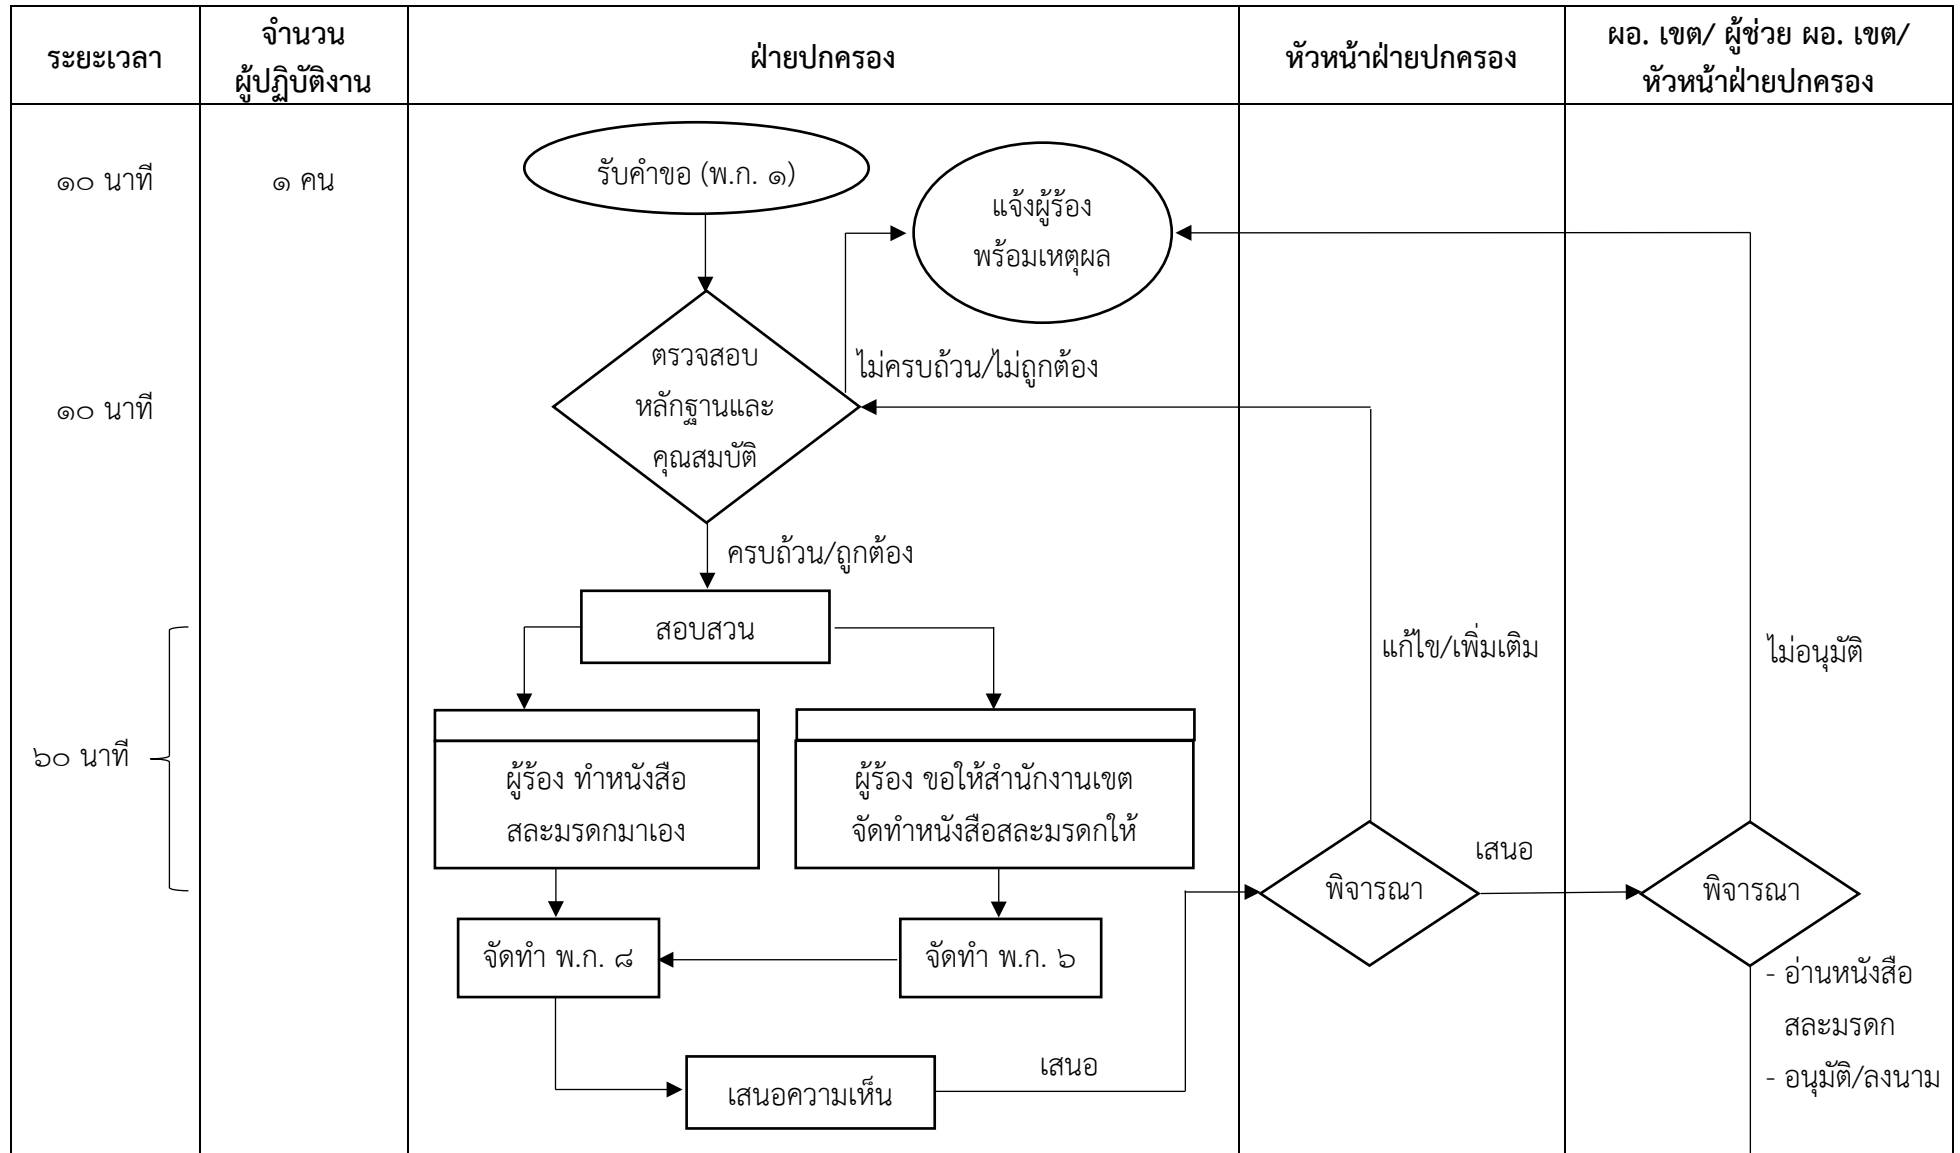 ระยะเวลา
จำนวน
ผู้ปฏิบัติงาน
ฝ่ายปกครอง
หัวหน้าฝ่ายปกครอง
ผอ. เขต/ ผู้ช่วย ผอ. เขต/
หัวหน้าฝ่ายปกครอง
๑๐ นาที
๑ คน
รับคำขอ (พ.ก. ๑)
แจ้งผู้ร้อง
พร้อมเหตุผล
๑๐ นาที
ตรวจสอบ
หลักฐานและ
คุณสมบัติ
ไม่ครบถ้วน/ไม่ถูกต้อง
ครบถ้วน/ถูกต้อง
สอบสวน
แก้ไข/เพิ่มเติม
ไม่อนุมัติ
๖๐ นาที
ผู้ร้อง ทำหนังสือ
สละมรดกมาเอง
ผู้ร้อง ขอให้สำนักงานเขต
จัดทำหนังสือสละมรดกให้
พิจารณา
เสนอ
พิจารณา
จัดทำ พ.ก. ๘
จัดทำ พ.ก. ๖
- อ่านหนังสือ
สละมรดก
- อนุมัติ/ลงนาม
เสนอความเห็น
เสนอ